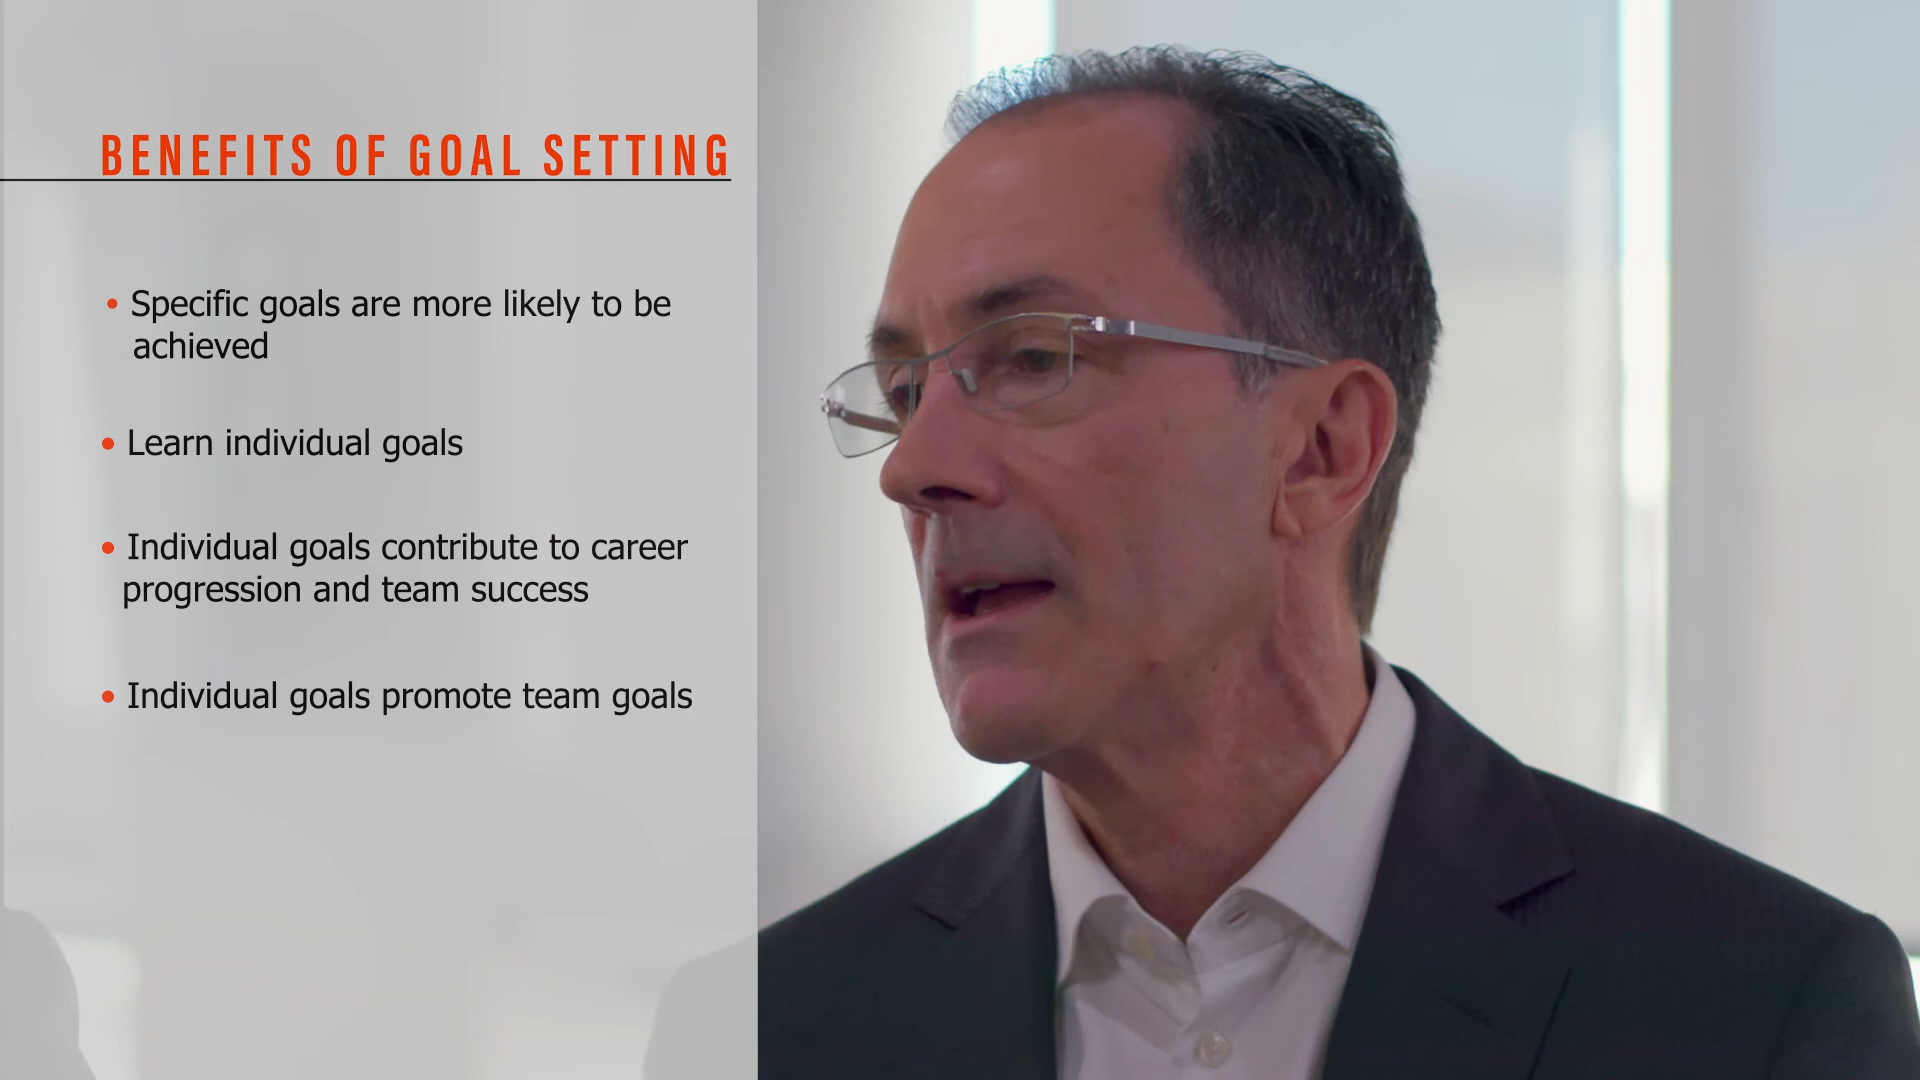 BENEFITS OF GOAL SETTING
• Specific goals are more likely to be
achieved
• Learn individual goals
• Individual goals contribute to career
progression and team success
• Individual goals promote team goals